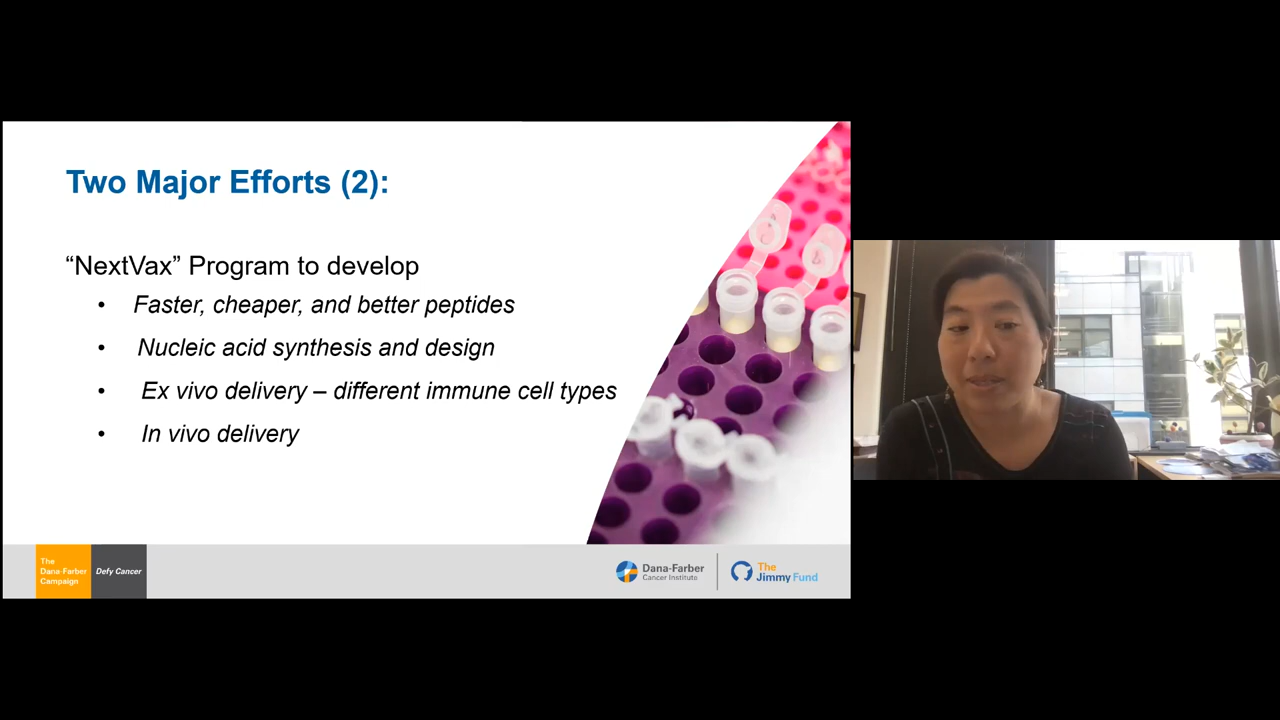 Two Major Efforts (2):
“NextVax” Program to develop
• Faster, cheaper, and better peptides
• Nucleic acid synthesis and design
• Ex vivo delivery – different immune cell types
• In vivo delivery
The
Dana-Farber
Campaign
Defy Cancer
Dana-Farber
Cancer Institute
The
Jimmy Fund